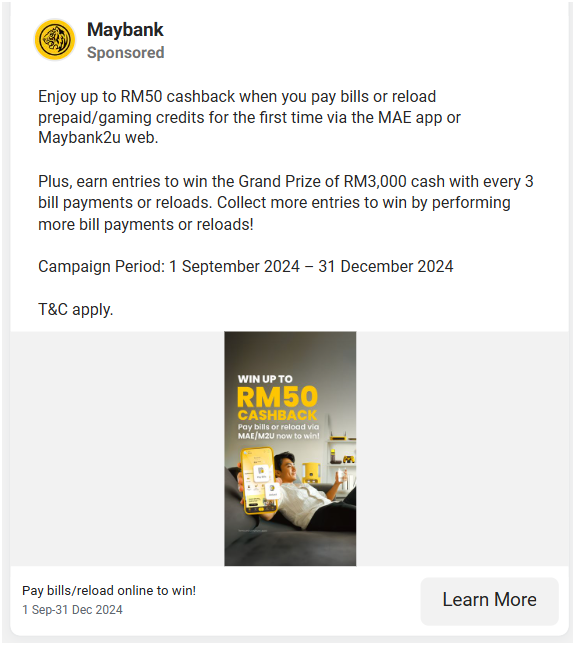 Maybank
Sponsored
Enjoy up to RM50 cashback when you pay bills or reload
prepaid/gaming credits for the first time via the MAE app or
Maybank2u web.
Plus, earn entries to win the Grand Prize of RM3,000 cash with every 3
bill payments or reloads. Collect more entries to win by performing
more bill payments or reloads!
Campaign Period: 1 September 2024 – 31 December 2024
T&C apply.
WIN UP TO
RM50
CASHBACK
Pay bills or reload via
MAE/M2U now to win!
Pay bills/reload online to win!
1 Sep-31 Dec 2024
Learn More